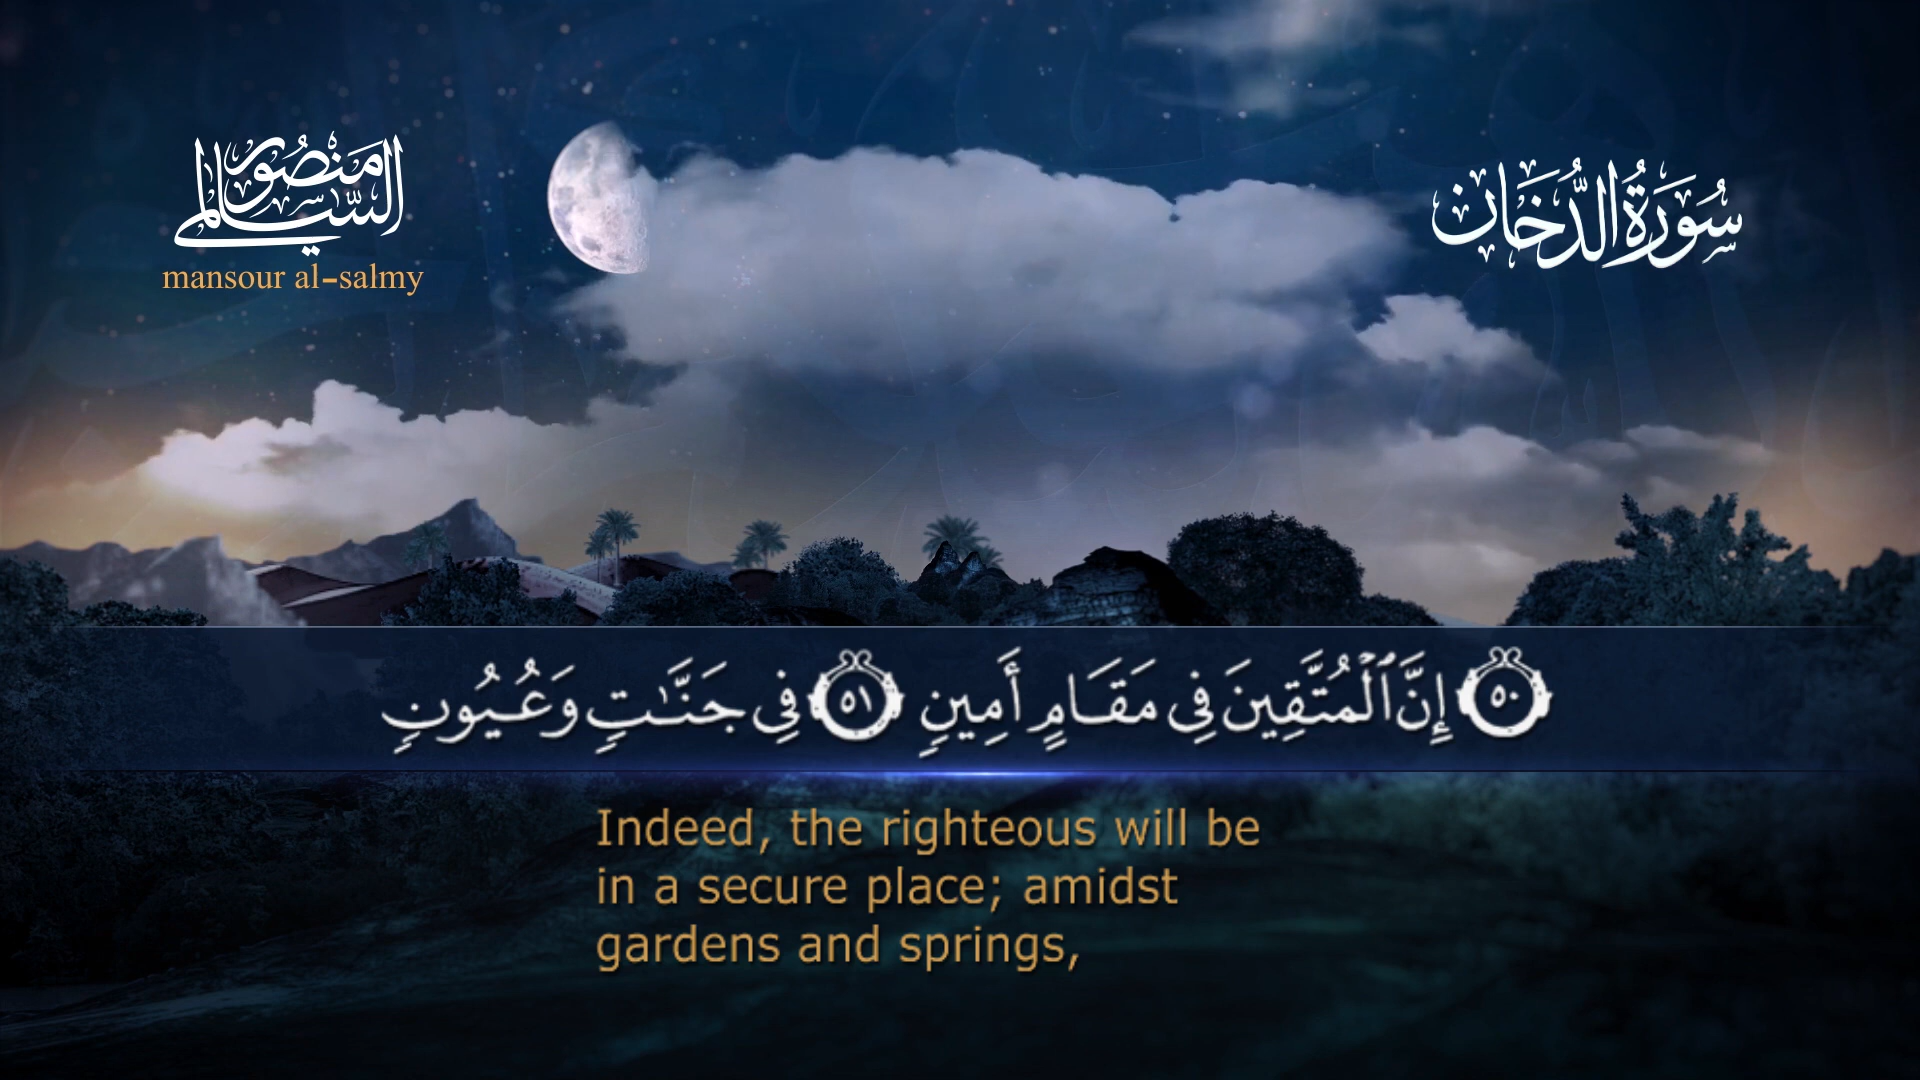 منصور السالمي
mansour al-salmy
سُورَةُ الدُّخَان
٥٠ إِنَّ ٱلْمُتَّقِينَ فِى مَقَامٍ أَمِينٍ ٥١ فِى جَنَّـٰتٍ وَعُيُونٍ
Indeed, the righteous will be
in a secure place; amidst
gardens and springs,